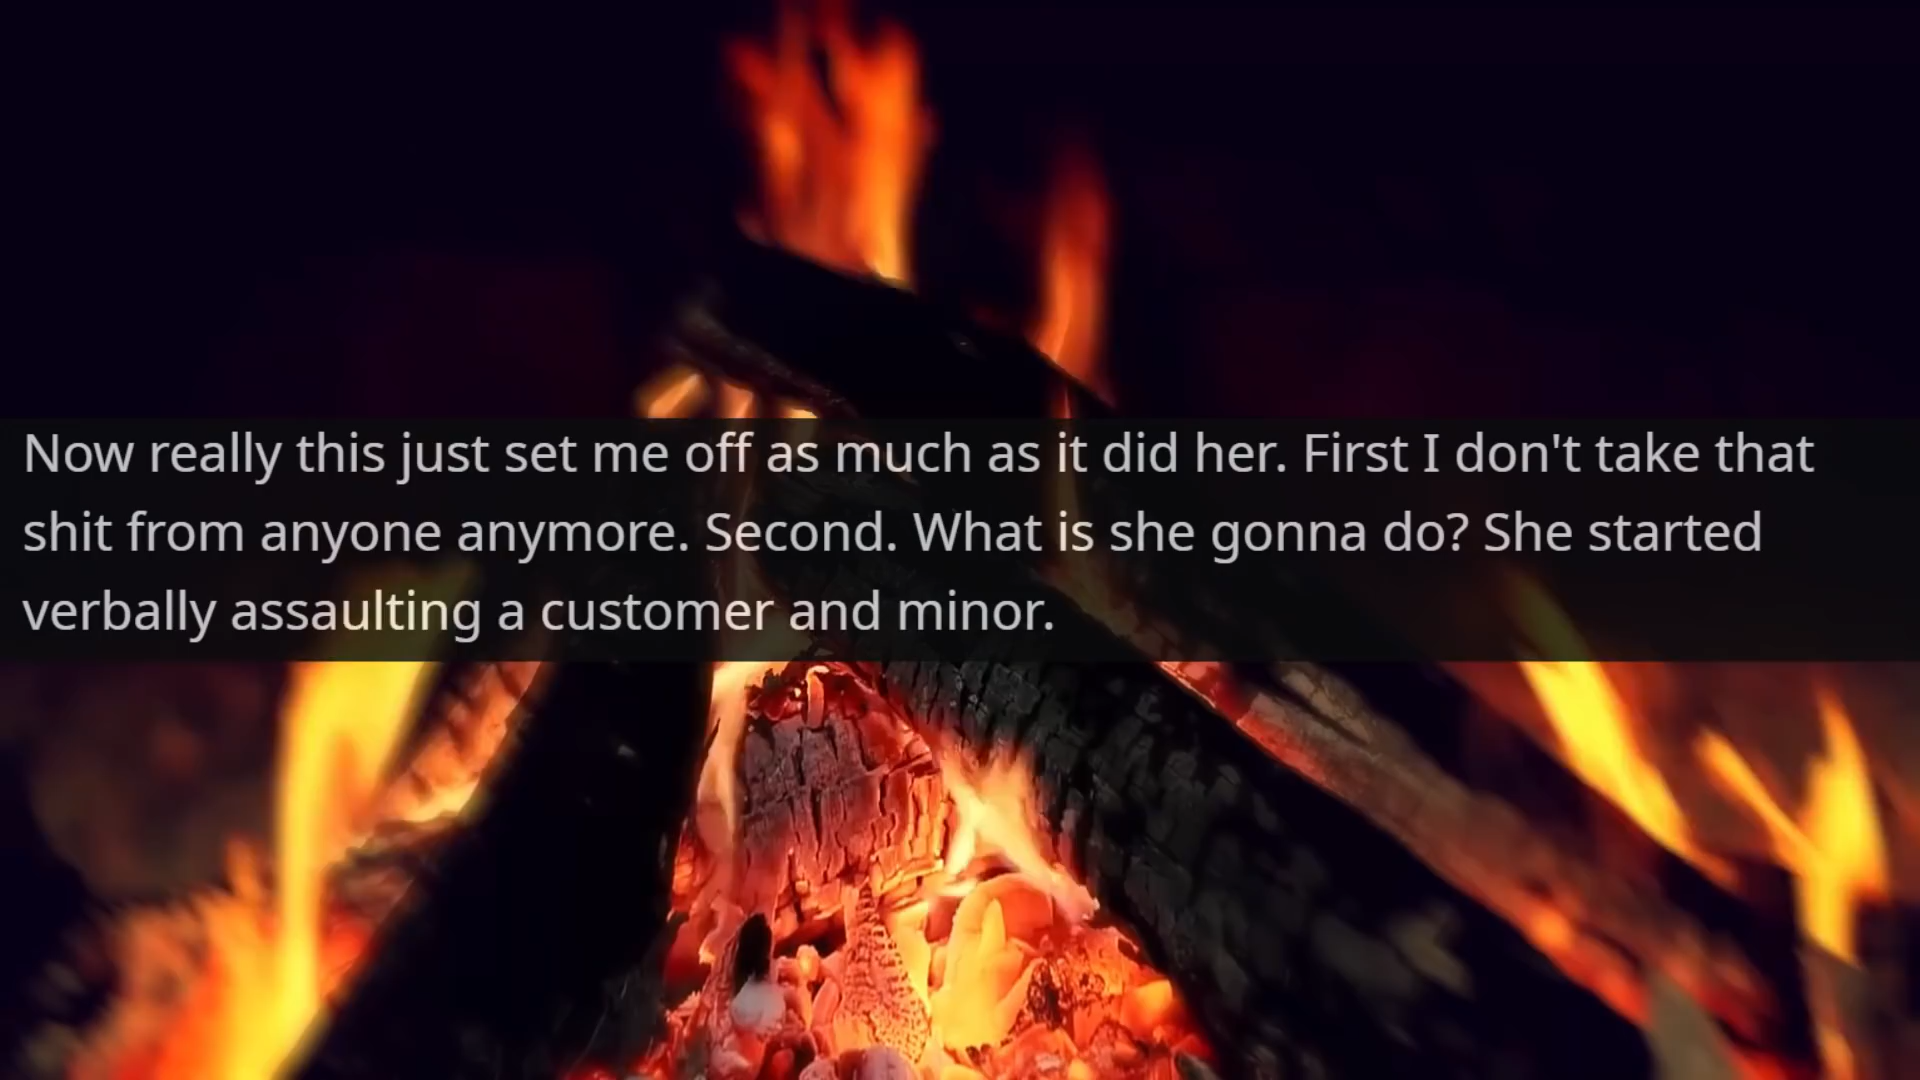 Now really this just set me off as much as it did her. First I don't take that
shit from anyone anymore. Second. What is she gonna do? She started
verbally assaulting a customer and minor.